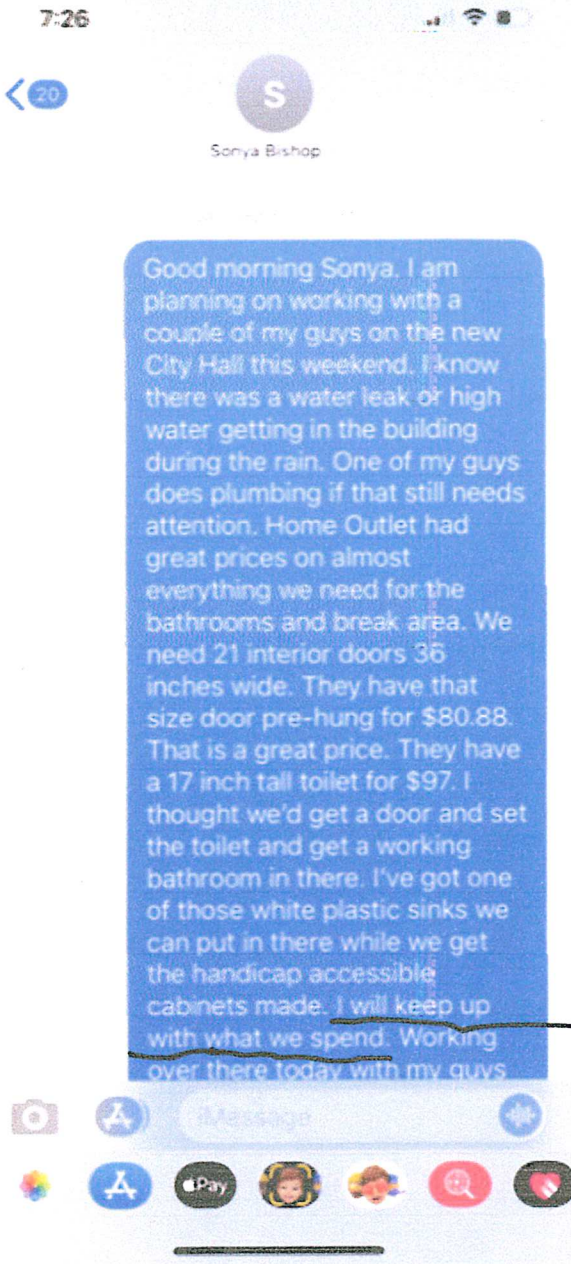 7:26
20
S
Sonya Bishop
Good morning Sonya. I am
planning on working with a
couple of my guys on the new
City Hall this weekend. I know
there was a water leak or high
water getting in the building
during the rain. One of my guys
does plumbing if that still needs
attention. Home Outlet had
great prices on almost
everything we need for the
bathrooms and break area. We
need 21 interior doors 36
inches wide. They have that
size door pre-hung for $80.88.
That is a great price. They have
a 17 inch tall toilet for $97. I
thought we'd get a door and set
the toilet and get a working
bathroom in there. I've got one
of those white plastic sinks we
can put in there while we get
the handicap accessible
cabinets made. I will keep up
with what we spend. Working
over there today with my guys
iMessage
Pay